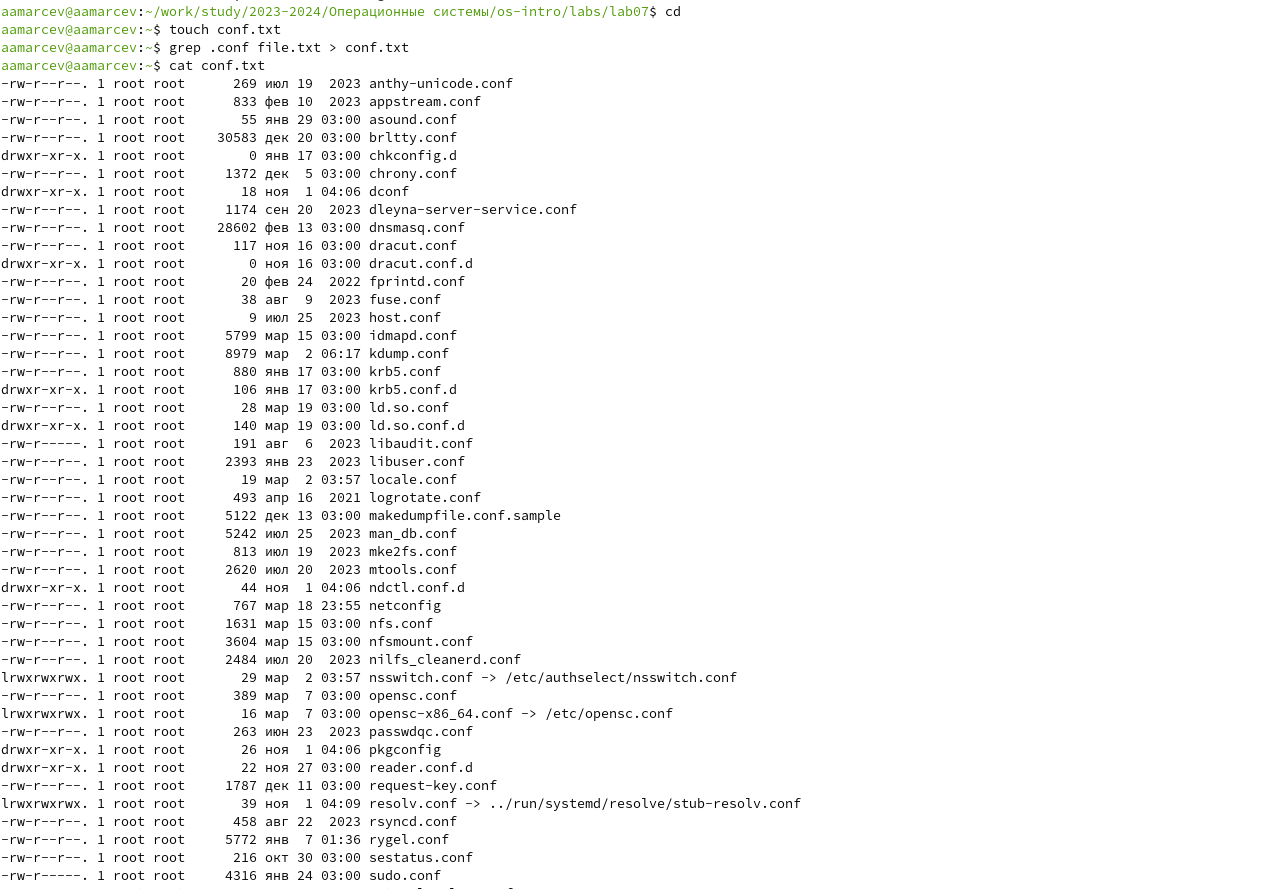 aamarcev@aamarcev:~/work/study/2023-2024/Операционные системы/os-intro/labs/lab07$ cd
aamarcev@aamarcev:~$ touch conf.txt
aamarcev@aamarcev:~$ grep .conf file.txt > conf.txt
aamarcev@aamarcev:~$ cat conf.txt
-rw-r--r--. 1 root root      269 июл 19  2023 anthy-unicode.conf
-rw-r--r--. 1 root root      833 фев 10  2023 appstream.conf
-rw-r--r--. 1 root root       55 янв 29 03:00 asound.conf
-rw-r--r--. 1 root root    30583 дек 20 03:00 brltty.conf
drwxr-xr-x. 1 root root        0 янв 17 03:00 chkconfig.d
-rw-r--r--. 1 root root     1372 дек  5 03:00 chrony.conf
drwxr-xr-x. 1 root root       18 ноя  1 04:06 dconf
-rw-r--r--. 1 root root     1174 сен 20  2023 dleyna-server-service.conf
-rw-r--r--. 1 root root    28602 фев 13 03:00 dnsmasq.conf
-rw-r--r--. 1 root root      117 ноя 16 03:00 dracut.conf
drwxr-xr-x. 1 root root        0 ноя 16 03:00 dracut.conf.d
-rw-r--r--. 1 root root       20 фев 24  2022 fprintd.conf
-rw-r--r--. 1 root root       38 авг  9  2023 fuse.conf
-rw-r--r--. 1 root root        9 июл 25  2023 host.conf
-rw-r--r--. 1 root root     5799 мар 15 03:00 idmapd.conf
-rw-r--r--. 1 root root     8979 мар  2 06:17 kdump.conf
-rw-r--r--. 1 root root      880 янв 17 03:00 krb5.conf
drwxr-xr-x. 1 root root      106 янв 17 03:00 krb5.conf.d
-rw-r--r--. 1 root root       28 мар 19 03:00 ld.so.conf
drwxr-xr-x. 1 root root      140 мар 19 03:00 ld.so.conf.d
-rw-r-----. 1 root root      191 авг  6  2023 libaudit.conf
-rw-r--r--. 1 root root     2393 янв 23  2023 libuser.conf
-rw-r--r--. 1 root root       19 мар  2 03:57 locale.conf
-rw-r--r--. 1 root root      493 апр 16  2021 logrotate.conf
-rw-r--r--. 1 root root     5122 дек 13 03:00 makedumpfile.conf.sample
-rw-r--r--. 1 root root     5242 июл 25  2023 man_db.conf
-rw-r--r--. 1 root root      813 июл 19  2023 mke2fs.conf
-rw-r--r--. 1 root root     2620 июл 20  2023 mtools.conf
drwxr-xr-x. 1 root root       44 ноя  1 04:06 ndctl.conf.d
-rw-r--r--. 1 root root      767 мар 18 23:55 netconfig
-rw-r--r--. 1 root root     1631 мар 15 03:00 nfs.conf
-rw-r--r--. 1 root root     3604 мар 15 03:00 nfsmount.conf
-rw-r--r--. 1 root root     2484 июл 20  2023 nilfs_cleanerd.conf
lrwxrwxrwx. 1 root root       29 мар  2 03:57 nsswitch.conf -> /etc/authselect/nsswitch.conf
-rw-r--r--. 1 root root      389 мар  7 03:00 opensc.conf
lrwxrwxrwx. 1 root root       16 мар  7 03:00 opensc-x86_64.conf -> /etc/opensc.conf
-rw-r--r--. 1 root root      263 июн 23  2023 passwdqc.conf
drwxr-xr-x. 1 root root       26 ноя  1 04:06 pkgconfig
drwxr-xr-x. 1 root root       22 ноя 27 03:00 reader.conf.d
-rw-r--r--. 1 root root     1787 дек 11 03:00 request-key.conf
lrwxrwxrwx. 1 root root       39 ноя  1 04:09 resolv.conf -> ../run/systemd/resolve/stub-resolv.conf
-rw-r--r--. 1 root root      458 авг 22  2023 rsyncd.conf
-rw-r--r--. 1 root root     5772 янв  7 01:36 rygel.conf
-rw-r--r--. 1 root root      216 окт 30 03:00 sestatus.conf
-rw-r-----. 1 root root     4316 янв 24 03:00 sudo.conf